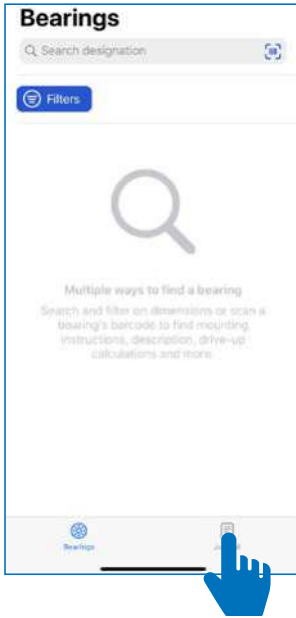 Bearings
Search designation
Filters
Multiple ways to find a bearing
Search and filter on dimensions or scan a
bearing's barcode to find mounting
instructions, description, drive-up
calculations and more.
Bearings